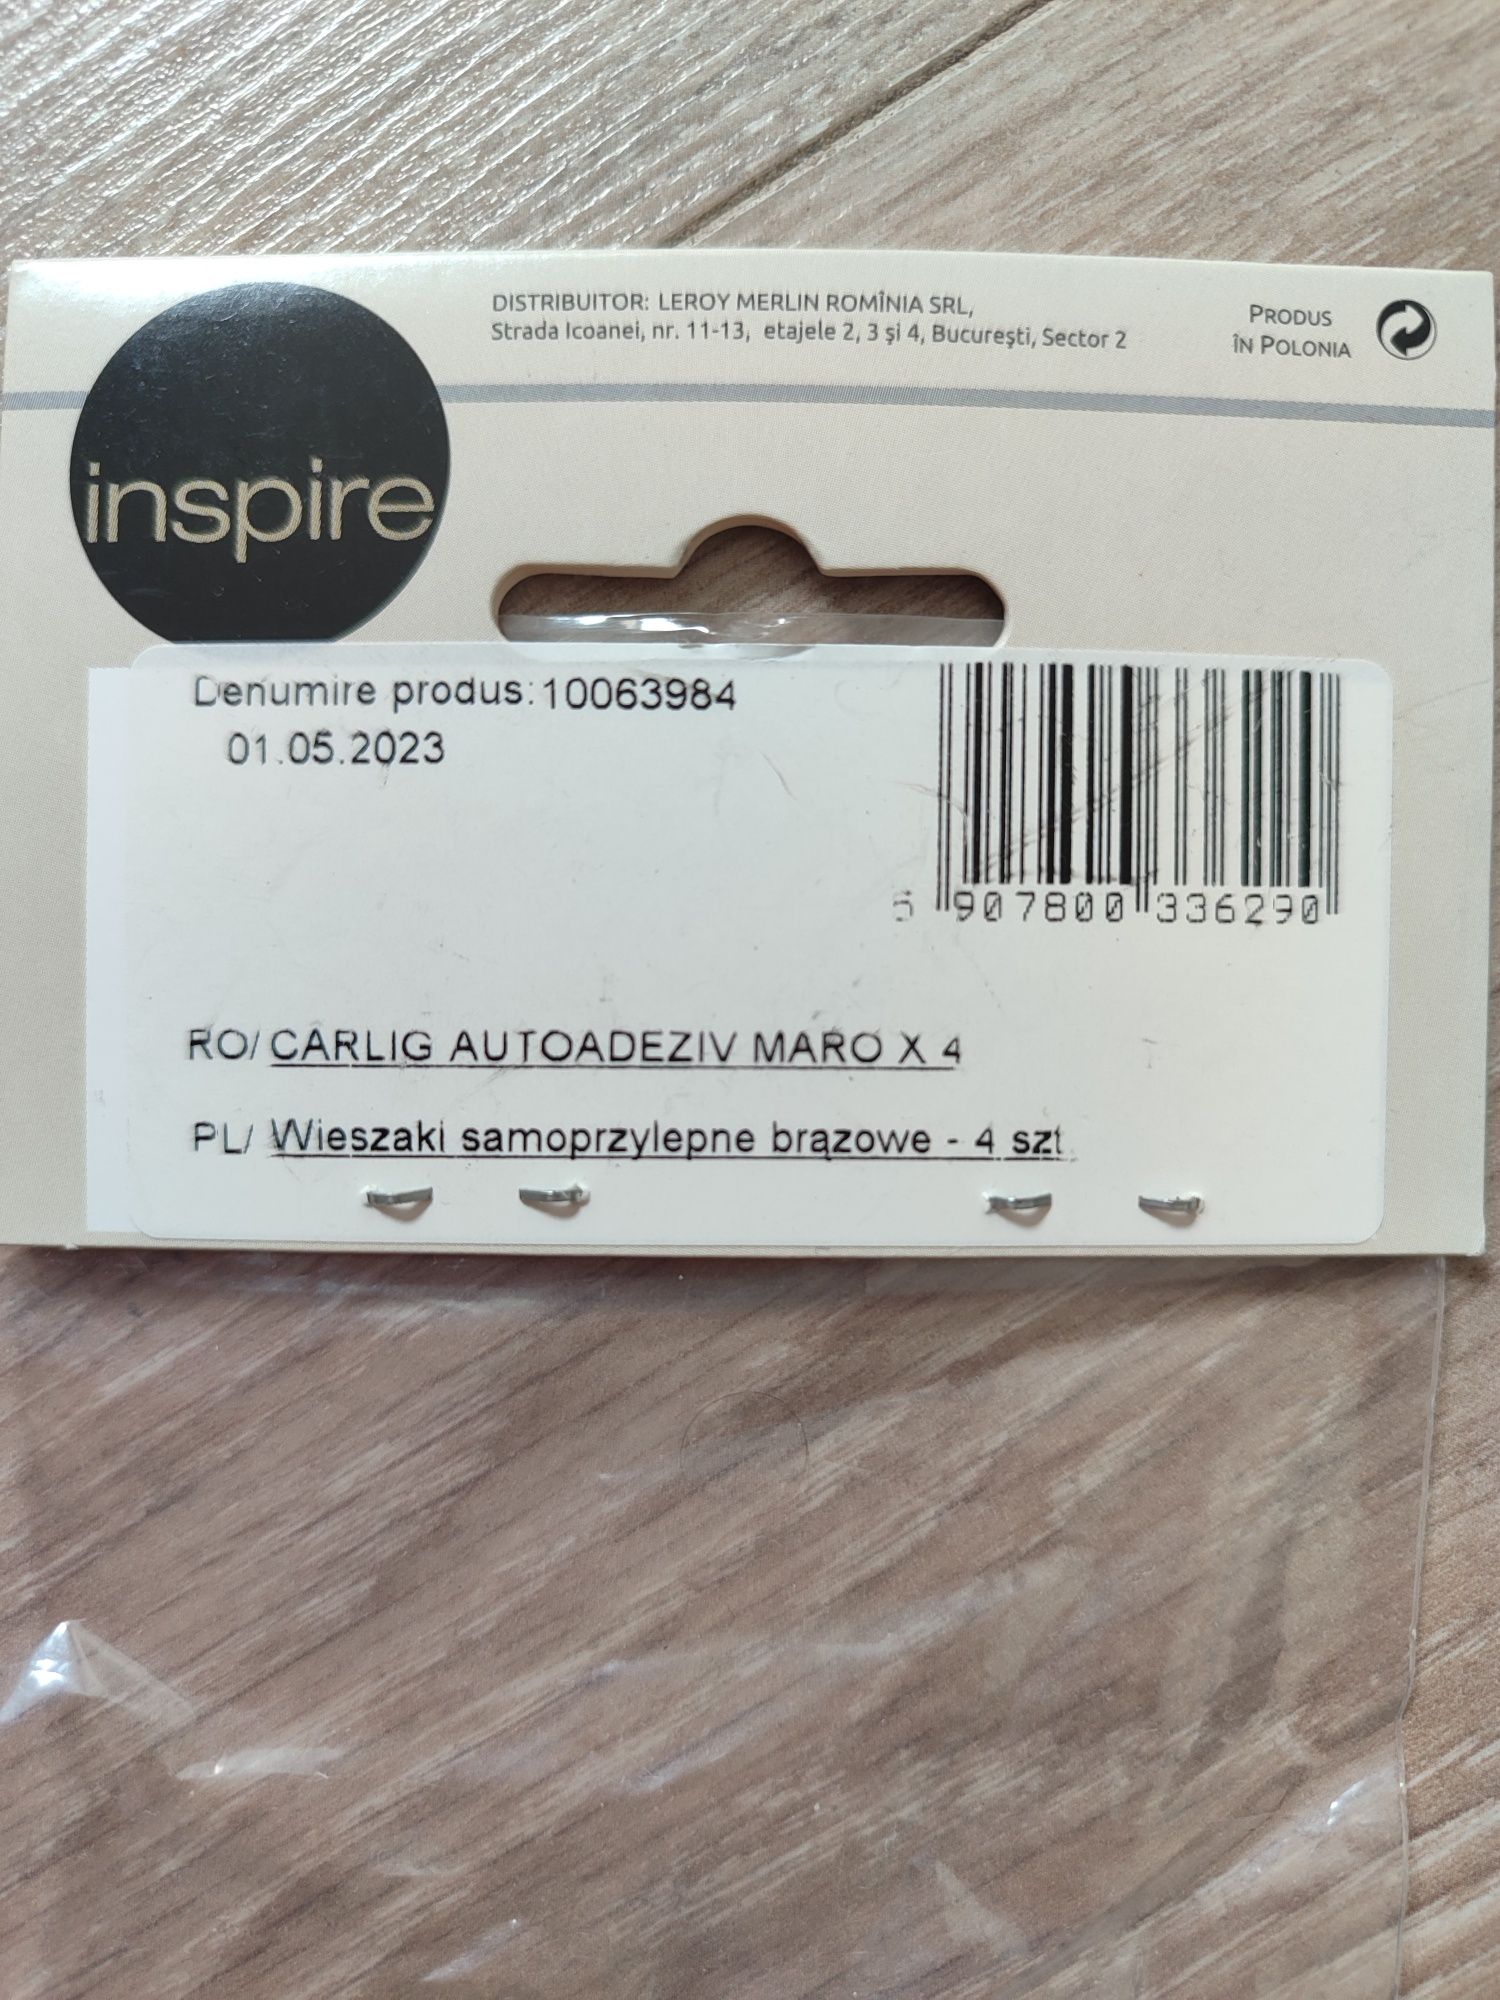 DISTRIBUITOR: LEROY MERLIN ROMÎNIA SRL,
Strada Icoanei, nr. 11-13, etajele 2, 3 şi 4, Bucureşti, Sector 2
PRODUS
ÎN POLONIA
inspire
Denumire produs:10063984
01.05.2023
5 907800 336290
RO/ CARLIG AUTOADEZIV MARO X 4
PL/ Wieszaki samoprzylepne brązowe - 4 szt.